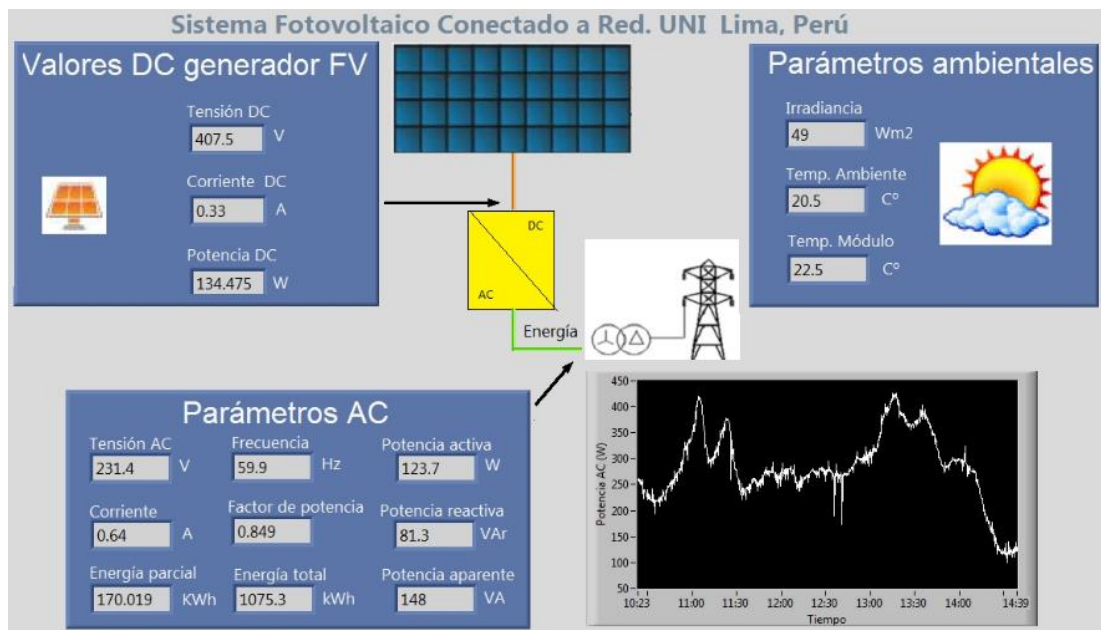 Sistema Fotovoltaico Conectado a Red. UNI Lima, Perú
Valores DC generador FV
Tensión DC
407.5 V
Corriente DC
0.33 A
Potencia DC
134.475 W
DC
AC
Energía
Parámetros ambientales
Irradiancia
49 Wm2
Temp. Ambiente
20.5 Cº
Temp. Módulo
22.5 Cº
Parámetros AC
Tensión AC Frecuencia Potencia activa
231.4 V 59.9 Hz 123.7 W
Corriente Factor de potencia Potencia reactiva
0.64 A 0.849 81.3 VAr
Energía parcial Energía total Potencia aparente
170.019 KWh 1075.3 kWh 148 VA
Potencia AC (W)
450
400
350
300
250
200
150
100
50
10:23 11:00 11:30 12:00 12:30 13:00 13:30 14:00 14:39
Tiempo